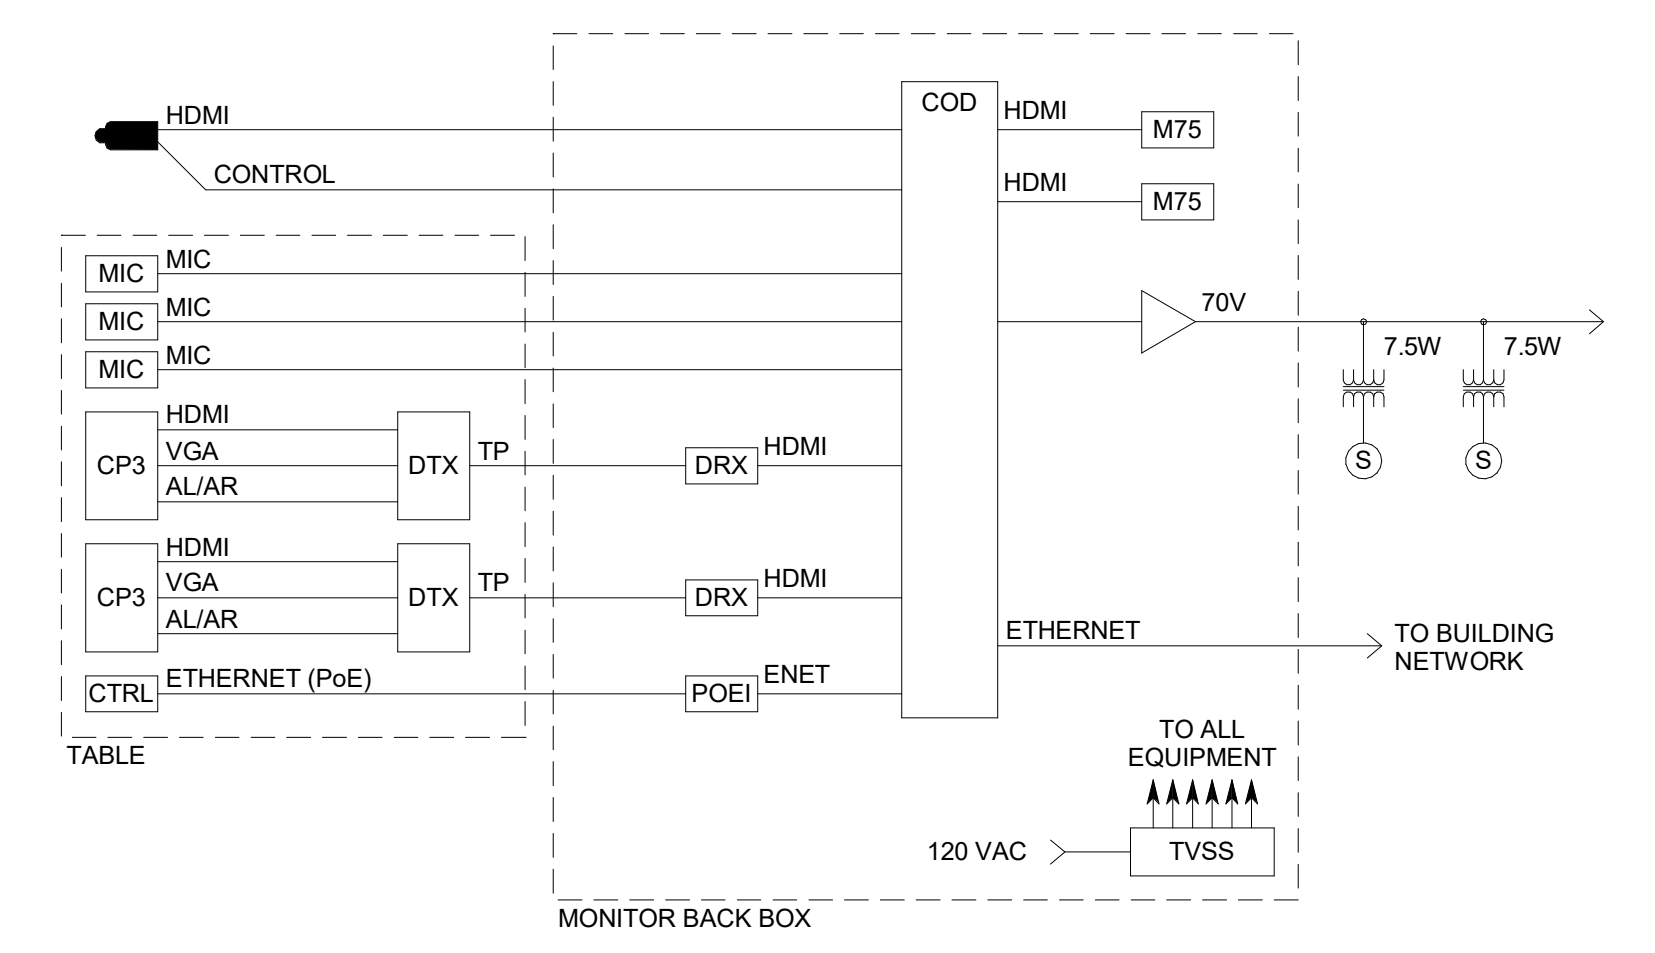 COD
HDMI
HDMI
M75
CONTROL
HDMI
M75
MIC
MIC
MIC
MIC
MIC
MIC
70V
7.5W
7.5W
S
S
HDMI
VGA
AL/AR
CP3
DTX
TP
DRX
HDMI
HDMI
VGA
AL/AR
CP3
DTX
TP
DRX
HDMI
ETHERNET
TO BUILDING
NETWORK
CTRL
ETHERNET (PoE)
POEI
ENET
TABLE
TO ALL
EQUIPMENT
120 VAC
TVSS
MONITOR BACK BOX